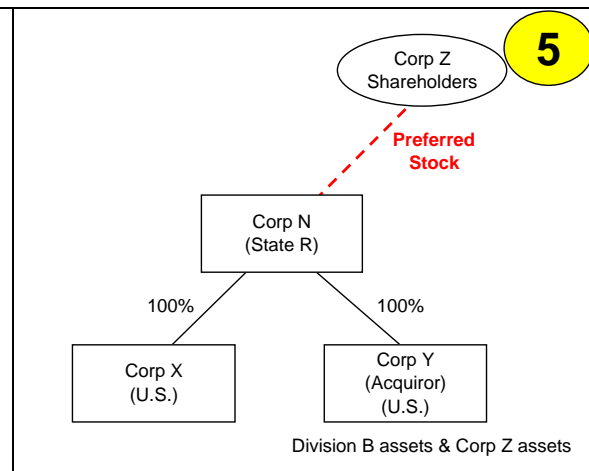 5
Corp Z
Shareholders
Preferred
Stock
Corp N
(State R)
100%
100%
Corp X
(U.S.)
Corp Y
(Acquiror)
(U.S.)
Division B assets & Corp Z assets